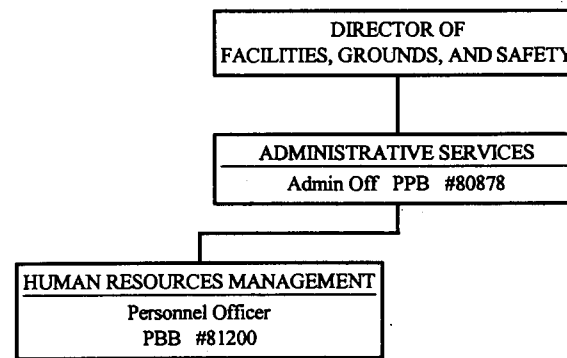 DIRECTOR OF
FACILITIES, GROUNDS, AND SAFETY
ADMINISTRATIVE SERVICES
Admin Off PPB #80878
HUMAN RESOURCES MANAGEMENT
Personnel Officer
PBB #81200